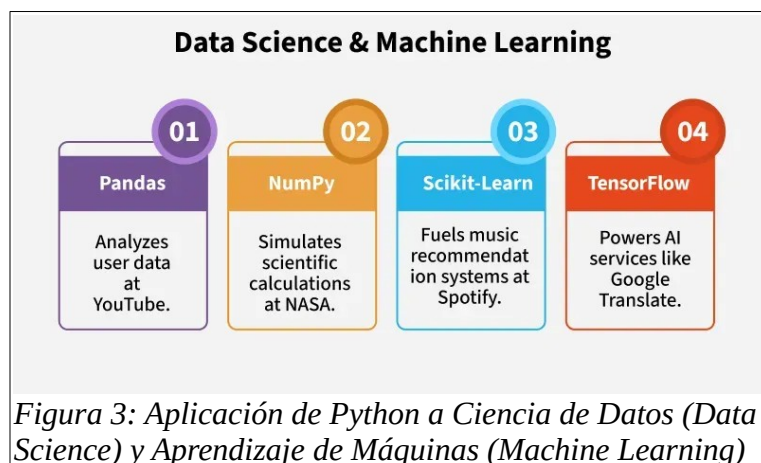 Data Science & Machine Learning
01
Pandas
Analyzes
user data
at
YouTube.
02
NumPy
Simulates
scientific
calculations
at NASA.
03
Scikit-Learn
Fuels music
recommendat
ion systems at
Spotify.
04
TensorFlow
Powers AI
services like
Google
Translate.
Figura 3: Aplicación de Python a Ciencia de Datos (Data
Science) y Aprendizaje de Máquinas (Machine Learning)